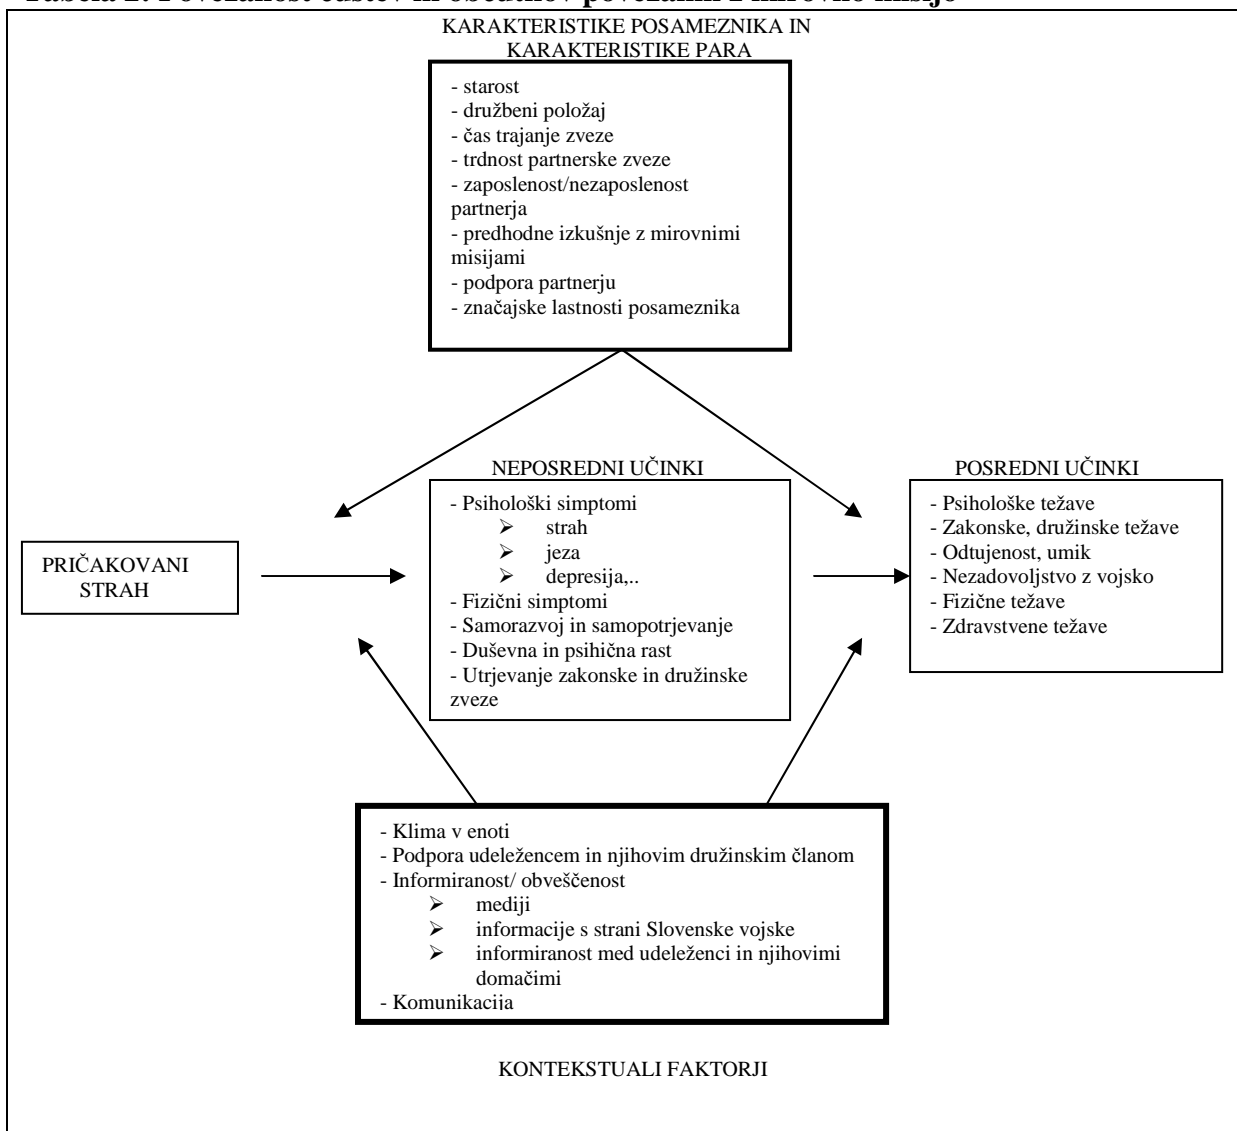 KARAKTERISTIKE POSAMEZNIKA IN
KARAKTERISTIKE PARA
- starost
- družbeni položaj
- čas trajanje zveze
- trdnost partnerske zveze
- zaposlenost/nezaposlenost
partnerja
- predhodne izkušnje z mirovnimi
misijami
- podpora partnerju
- značajske lastnosti posameznika
PRIČAKOVANI
STRAH
NEPOSREDNI UČINKI
- Psihološki simptomi
➢ strah
➢ jeza
➢ depresija,..
- Fizični simptomi
- Samorazvoj in samopotrjevanje
- Duševna in psihična rast
- Utrjevanje zakonske in družinske
zveze
POSREDNI UČINKI
- Psihološke težave
- Zakonske, družinske težave
- Odtujenost, umik
- Nezadovoljstvo z vojsko
- Fizične težave
- Zdravstvene težave
- Klima v enoti
- Podpora udeležencem in njihovim družinskim članom
- Informiranost/ obveščenost
➢ mediji
➢ informacije s strani Slovenske vojske
➢ informiranost med udeleženci in njihovimi
domačimi
- Komunikacija
KONTEKSTUALI FAKTORJI